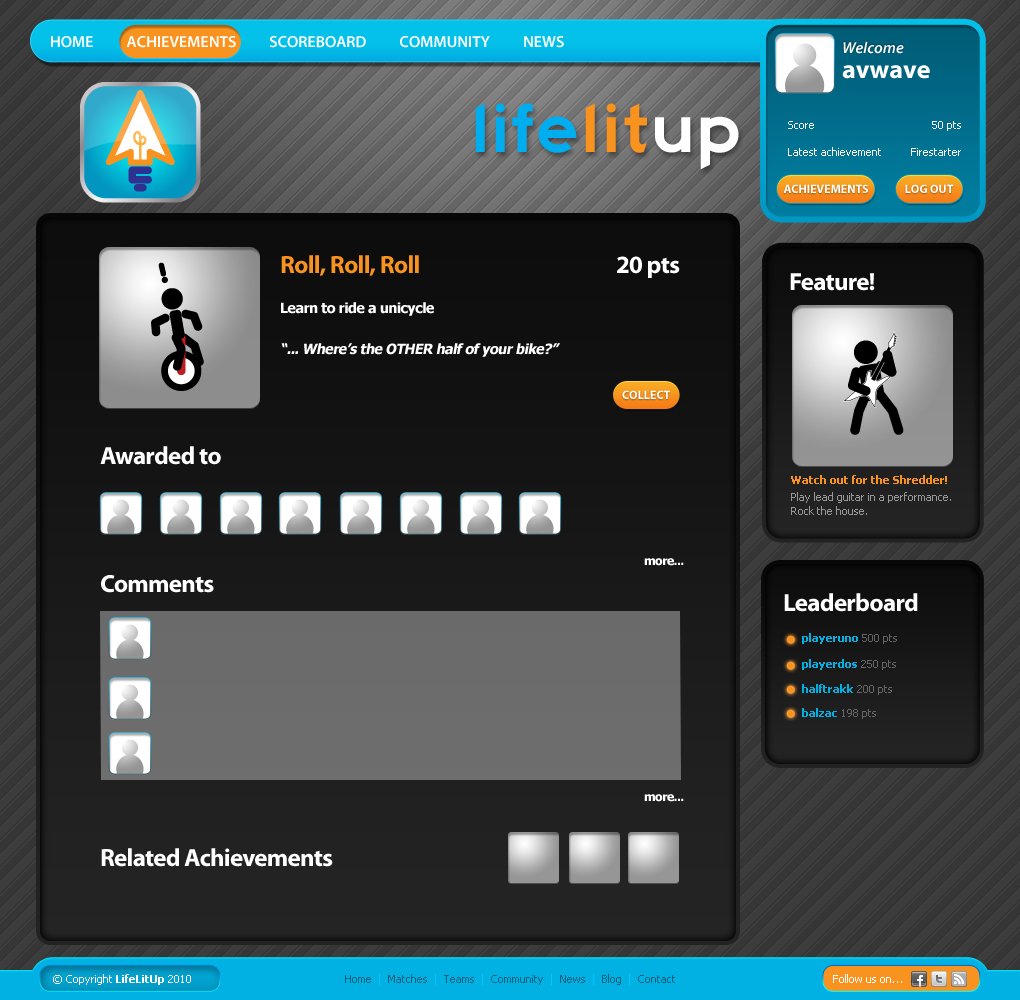 HOME ACHIEVEMENTS SCOREBOARD COMMUNITY NEWS
Welcome
avwave
Score 50 pts
Latest achievement Firestarter
ACHIEVEMENTS LOG OUT
lifelitup
Roll, Roll, Roll 20 pts
Learn to ride a unicycle
“... Where’s the OTHER half of your bike?”
COLLECT
Awarded to
more...
Comments
more...
Related Achievements
Feature!
Watch out for the Shredder!
Play lead guitar in a performance.
Rock the house.
Leaderboard
playeruno 500 pts
playerdos 250 pts
halftrakk 200 pts
balzac 198 pts
© Copyright LifeLitUp 2010
Home | Matches | Teams | Community | News | Blog | Contact
Follow us on...